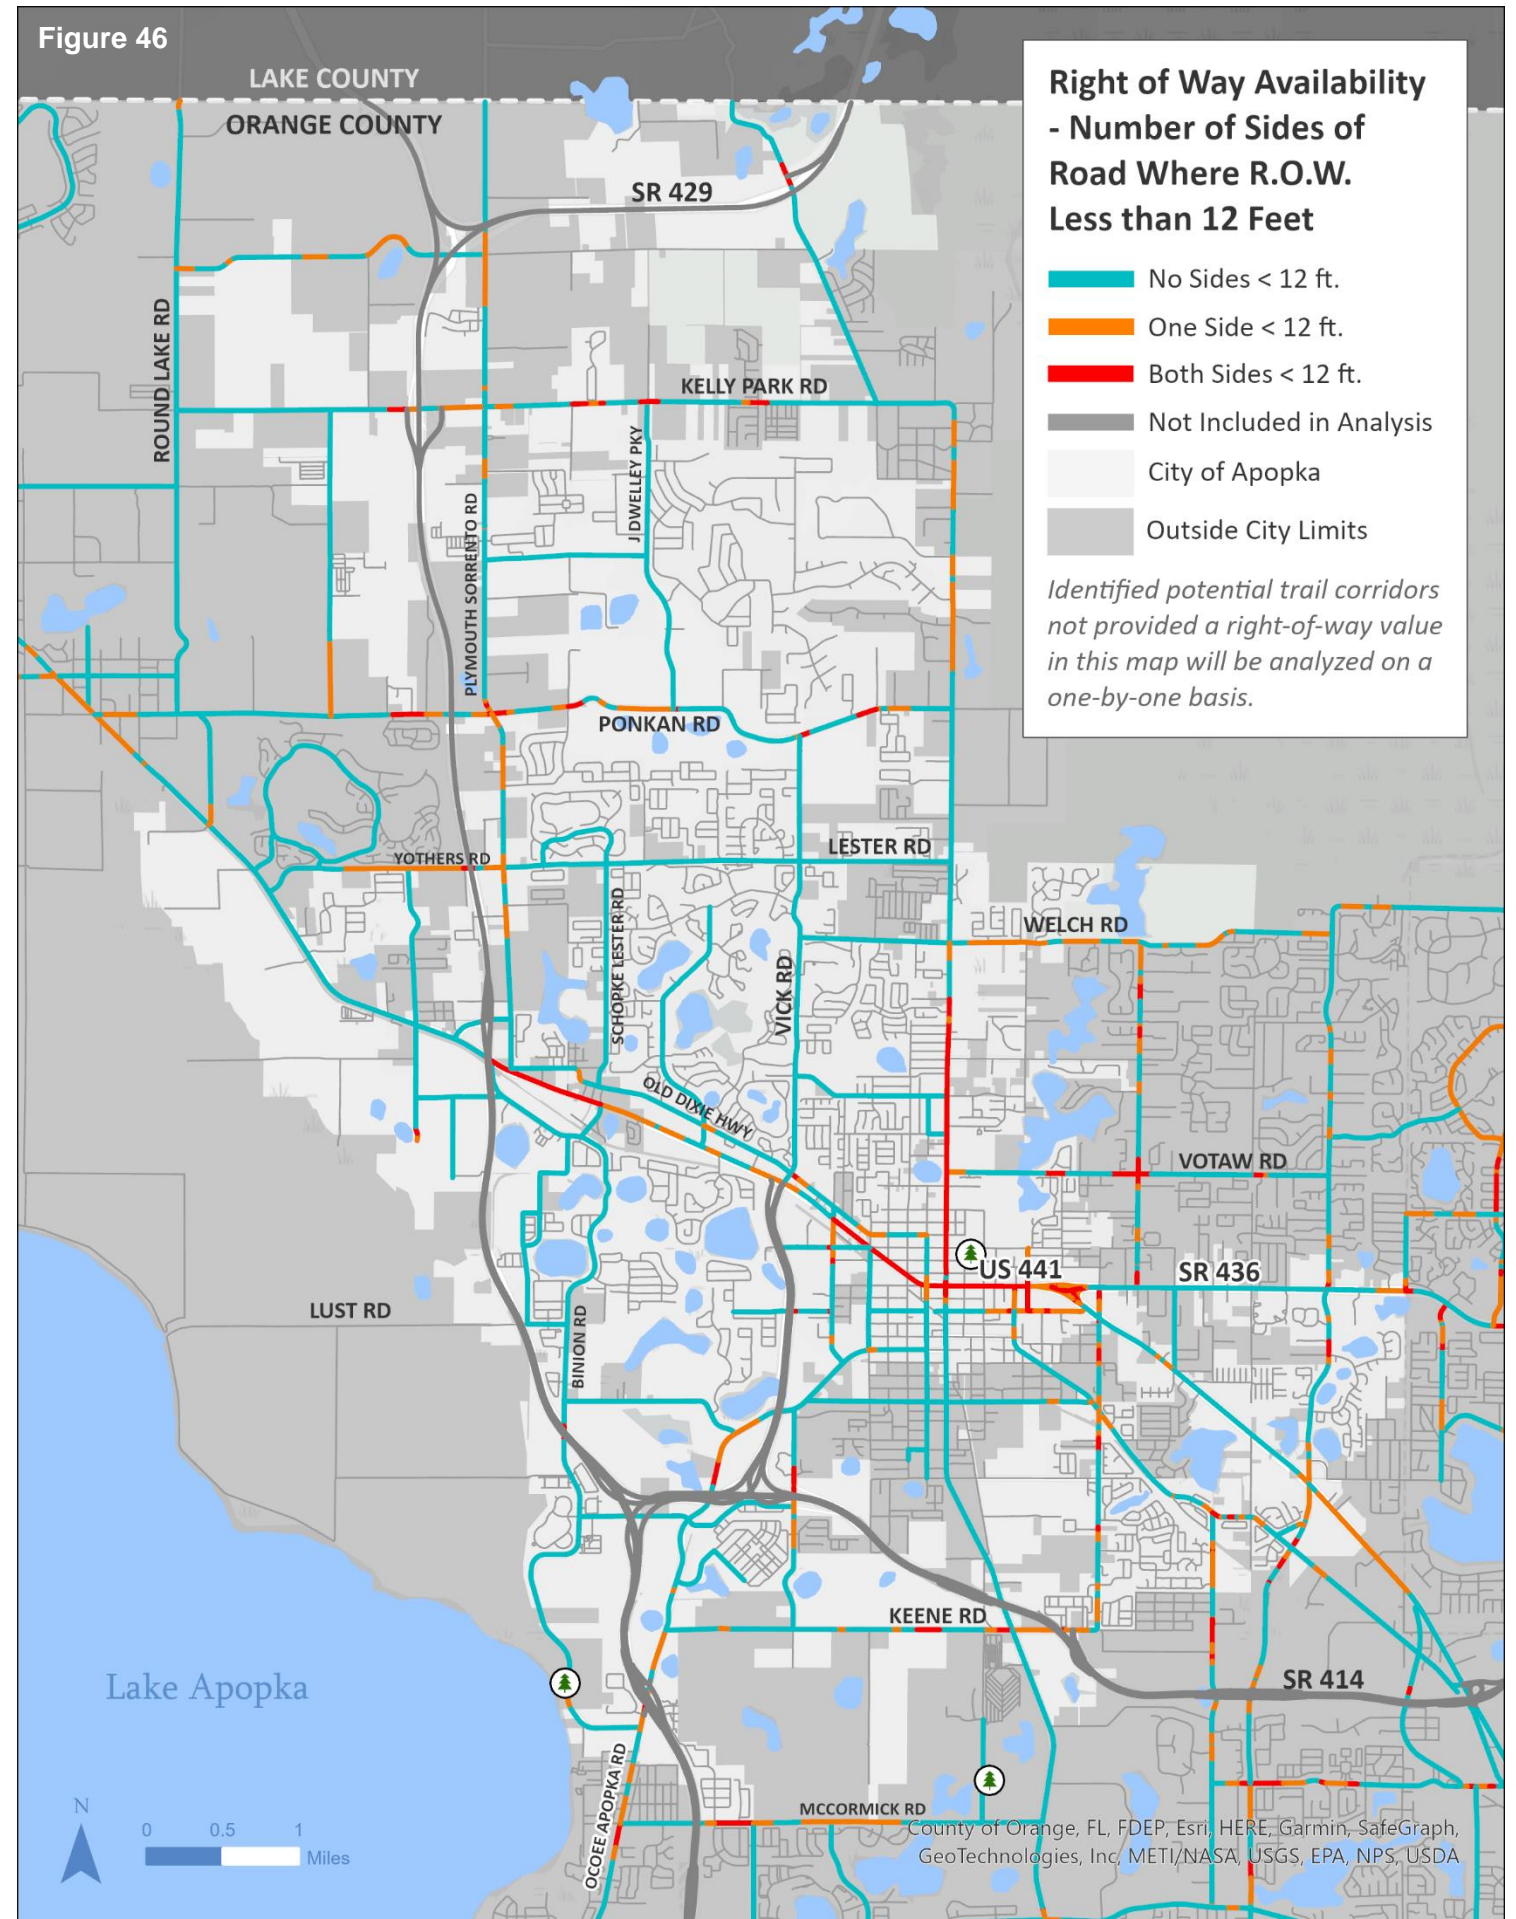 Figure 46
LAKE COUNTY
ORANGE COUNTY
Right of Way Availability
- Number of Sides of
Road Where R.O.W.
Less than 12 Feet
No Sides < 12 ft.
One Side < 12 ft.
Both Sides < 12 ft.
Not Included in Analysis
City of Apopka
Outside City Limits
Identified potential trail corridors
not provided a right-of-way value
in this map will be analyzed on a
one-by-one basis.
SR 429
ROUND LAKE RD
KELLY PARK RD
JDWELLEY PKY
PLYMOUTH SORRENTO RD
PONKAN RD
LESTER RD
YOTHERS RD
SCHOPKE LESTER RD
WELCH RD
VICK RD
OLD DIXIE HWY
VOTAW RD
US 441
SR 436
LUST RD
BINION RD
KEENE RD
SR 414
Lake Apopka
OCOEE APOPKA RD
MCCORMICK RD
N
0 0.5 1
Miles
County of Orange, FL, FDEP, Esri, HERE, Garmin, SafeGraph,
GeoTechnologies, Inc, METI/NASA, USGS, EPA, NPS, USDA